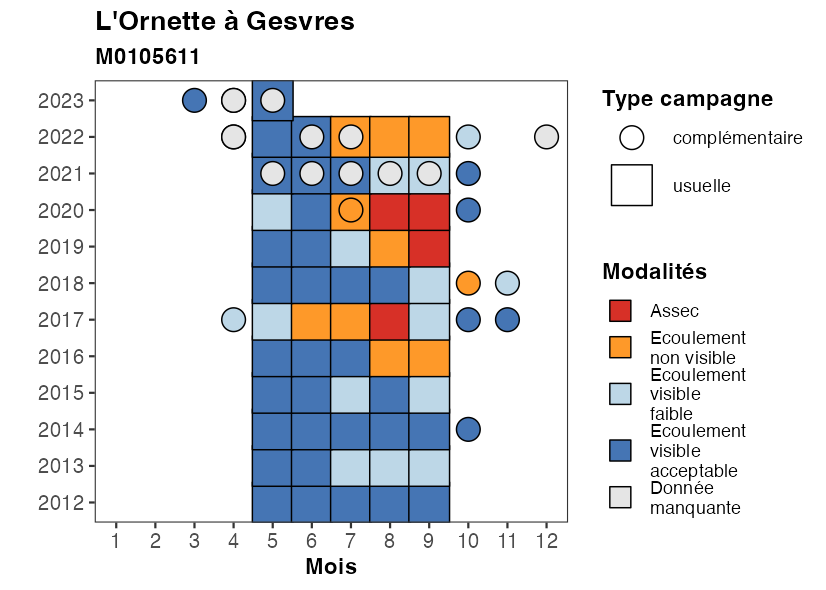 L'Ornette à Gesvres
M0105611
2023
2022
2021
2020
2019
2018
2017
2016
2015
2014
2013
2012
1 2 3 4 5 6 7 8 9 10 11 12
Mois
Type campagne
complémentaire
usuelle
Modalités
Assec
Ecoulement
non visible
Ecoulement
visible
faible
Ecoulement
visible
acceptable
Donnée
manquante